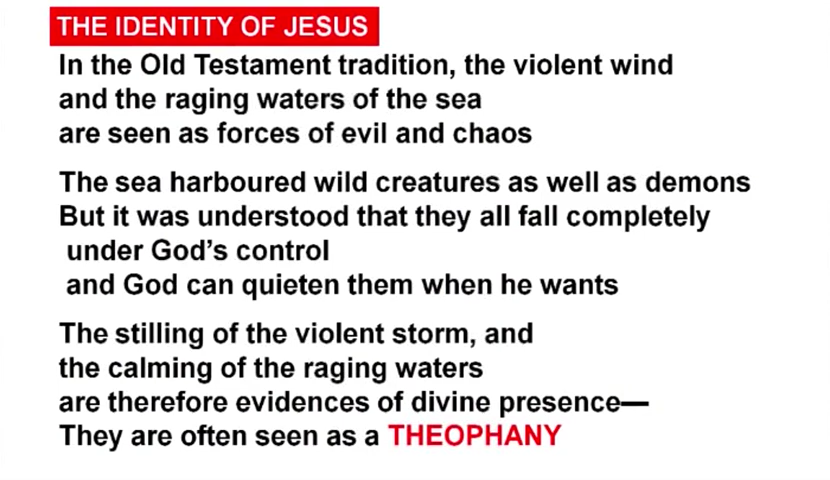 THE IDENTITY OF JESUS
In the Old Testament tradition, the violent wind
and the raging waters of the sea
are seen as forces of evil and chaos
The sea harboured wild creatures as well as demons
But it was understood that they all fall completely
under God’s control
and God can quieten them when he wants
The stilling of the violent storm, and
the calming of the raging waters
are therefore evidences of divine presence—
They are often seen as a THEOPHANY